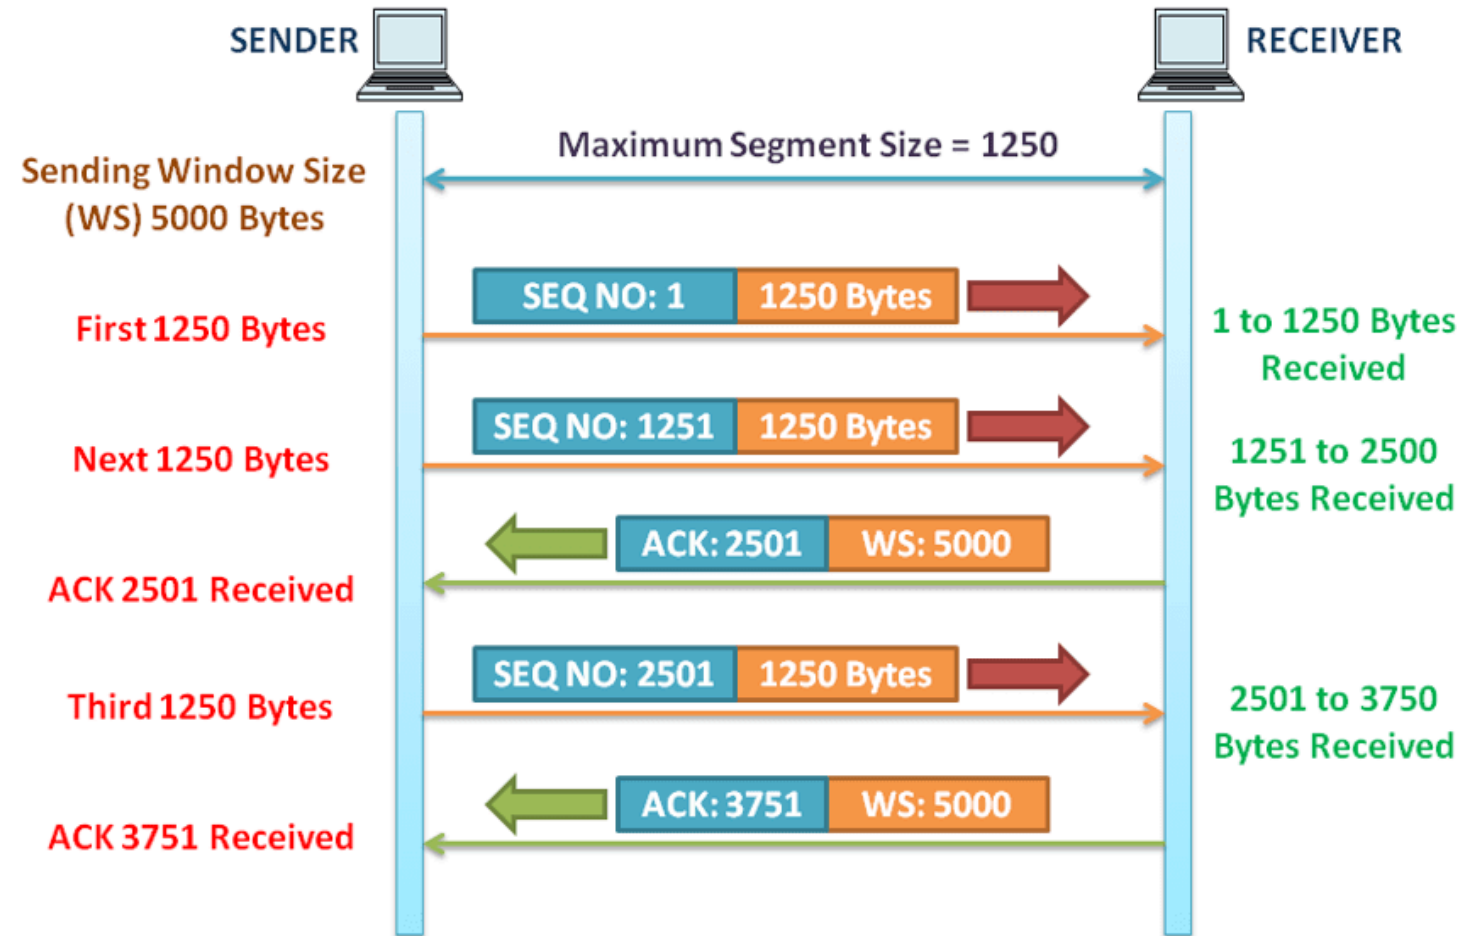 SENDER
RECEIVER
Maximum Segment Size = 1250
Sending Window Size
(WS) 5000 Bytes
SEQ NO: 1
1250 Bytes
First 1250 Bytes
1 to 1250 Bytes
Received
SEQ NO: 1251
1250 Bytes
Next 1250 Bytes
1251 to 2500
Bytes Received
ACK: 2501
WS: 5000
ACK 2501 Received
SEQ NO: 2501
1250 Bytes
Third 1250 Bytes
2501 to 3750
Bytes Received
ACK: 3751
WS: 5000
ACK 3751 Received